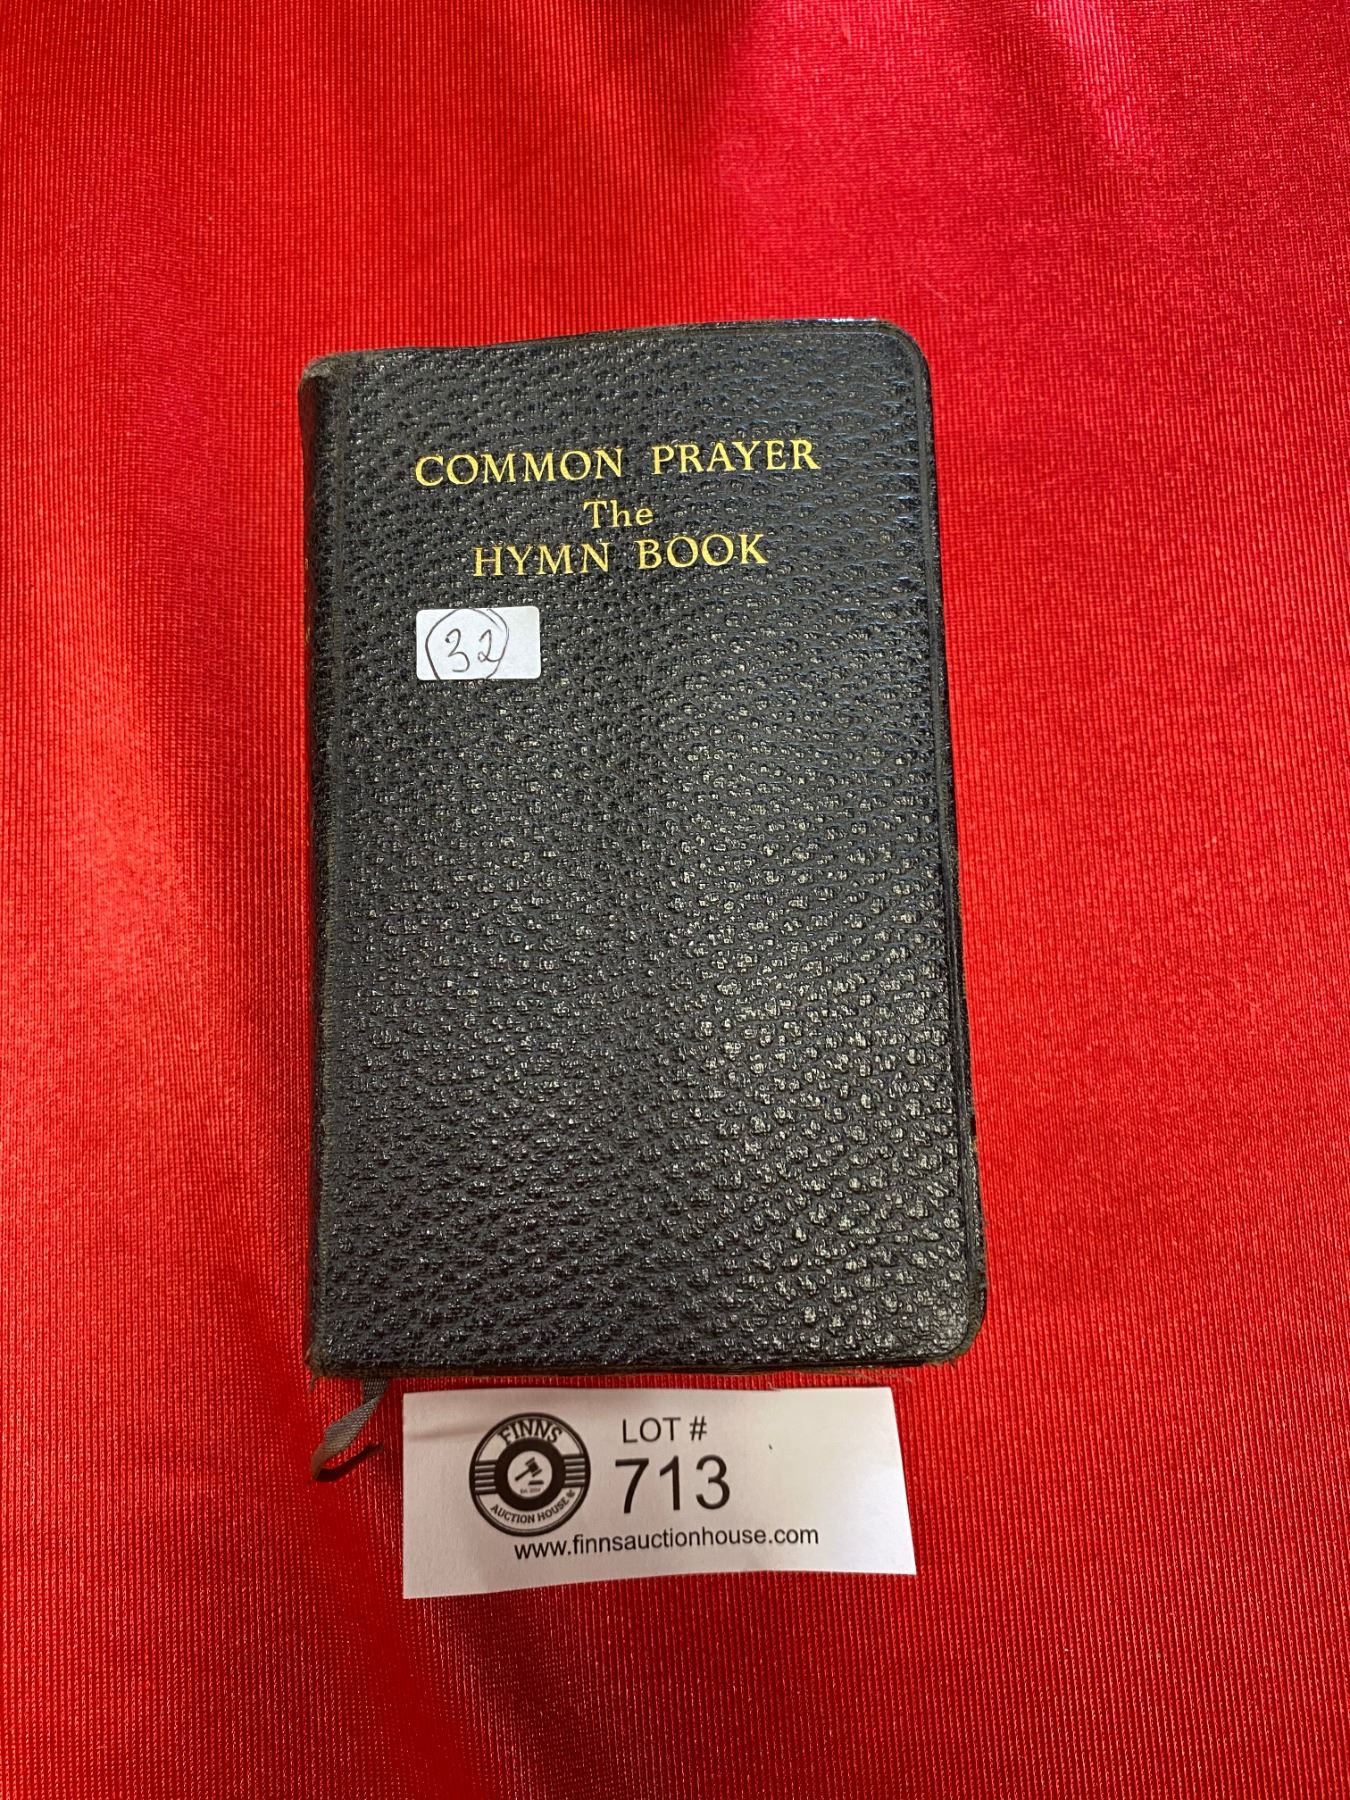 COMMON PRAYER
The
HYMN BOOK
32
FINNS
AUCTION HOUSE
LOT #
713
www.finnsauctionhouse.com